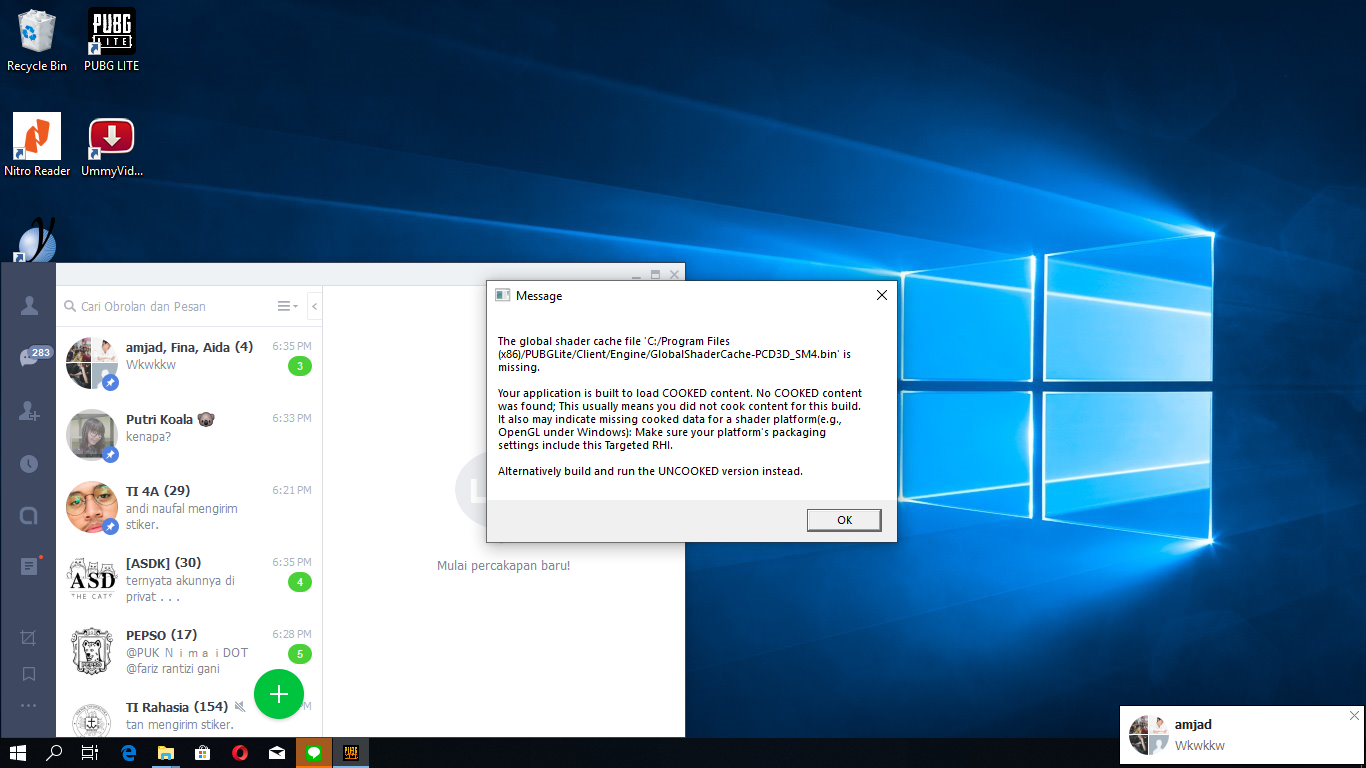 Recycle Bin
PUBG
LITE
PUBG LITE
Nitro Reader
UmmyVid...
Cari Obrolan dan Pesan
283
amjad, Fina, Aida (4)
6:35 PM
Wkwkkw
3
Putri Koala
6:33 PM
kenapa?
TI 4A (29)
6:21 PM
andi naufal mengirim
stiker.
[ASDK] (30)
6:35 PM
ternyata akunnya di
privat . . .
4
ASD
THE CATS
PEPSO (17)
6:28 PM
@PUK N i m a i DOT
@fariz rantizi gani
5
PEPSO
TI Rahasia (154)
tan mengirim stiker.
Mulai percakapan baru!
Message
The global shader cache file 'C:/Program Files
(x86)/PUBGLite/Client/Engine/GlobalShaderCache-PCD3D_SM4.bin' is
missing.
Your application is built to load COOKED content. No COOKED content
was found; This usually means you did not cook content for this build.
It also may indicate missing cooked data for a shader platform(e.g.,
OpenGL under Windows): Make sure your platform's packaging
settings include this Targeted RHI.
Alternatively build and run the UNCOOKED version instead.
OK
amjad
Wkwkkw